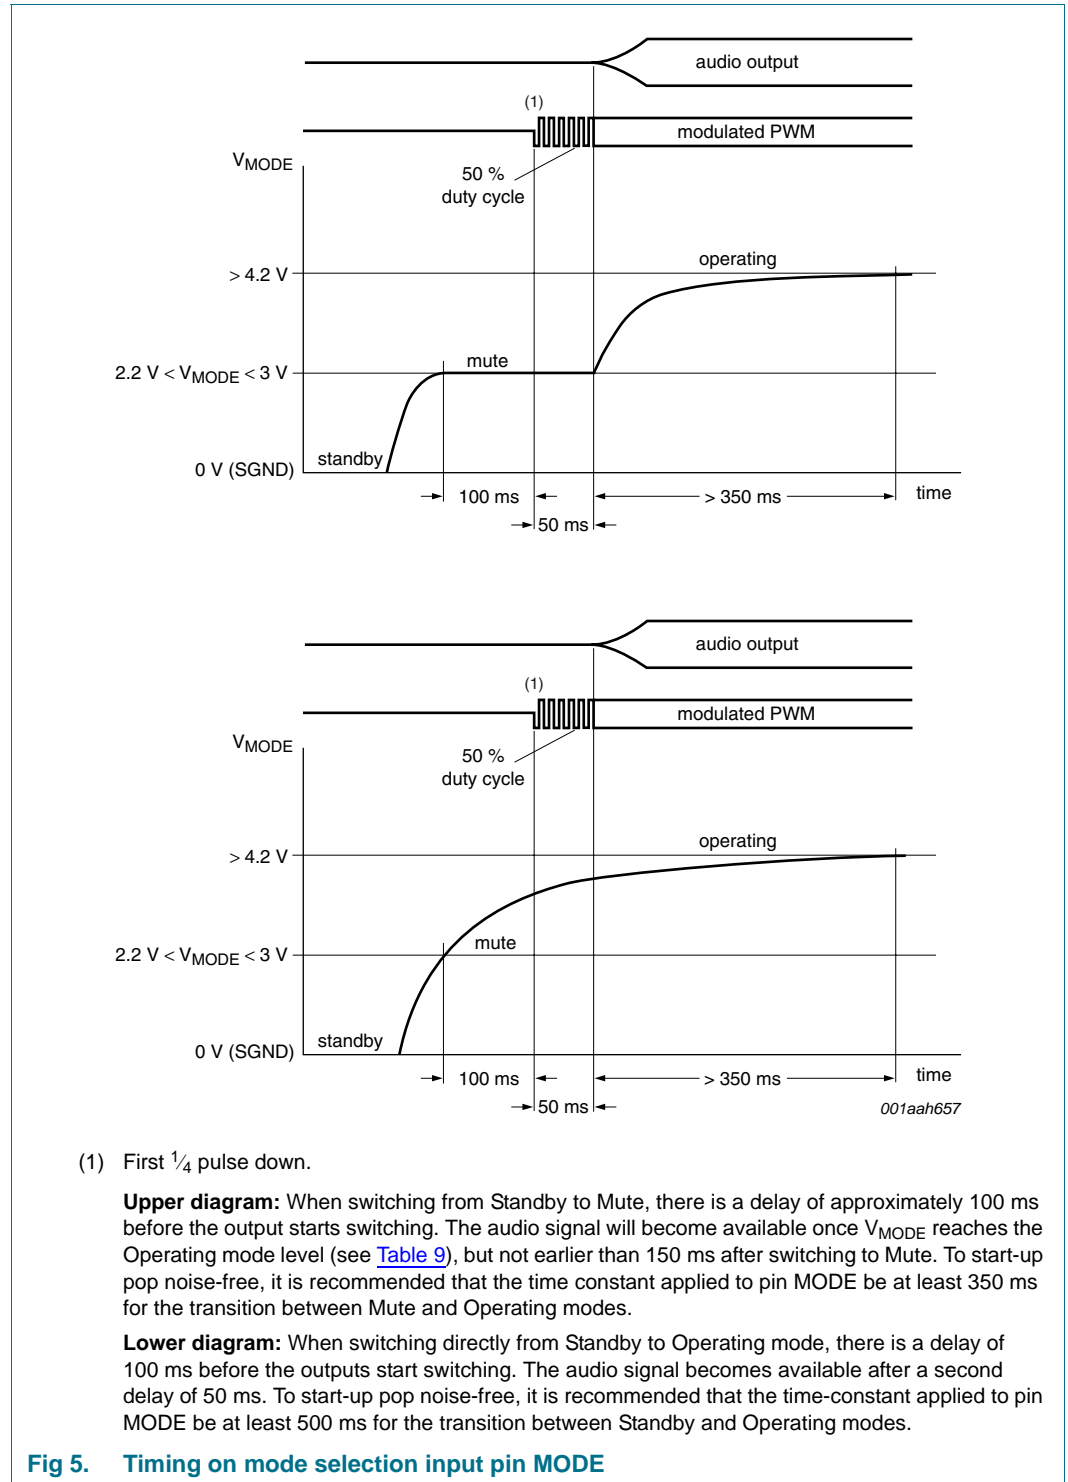 audio output
(1)
modulated PWM
VMODE
50 %
duty cycle
> 4.2 V
operating
mute
2.2 V < VMODE < 3 V
standby
0 V (SGND)
100 ms
> 350 ms
time
50 ms
audio output
(1)
modulated PWM
VMODE
50 %
duty cycle
operating
> 4.2 V
mute
2.2 V < VMODE < 3 V
standby
0 V (SGND)
100 ms
> 350 ms
time
50 ms
001aah657
(1) First 1⁄4 pulse down.
Upper diagram: When switching from Standby to Mute, there is a delay of approximately 100 ms
before the output starts switching. The audio signal will become available once VMODE reaches the
Operating mode level (see Table 9), but not earlier than 150 ms after switching to Mute. To start-up
pop noise-free, it is recommended that the time constant applied to pin MODE be at least 350 ms
for the transition between Mute and Operating modes.
Lower diagram: When switching directly from Standby to Operating mode, there is a delay of
100 ms before the outputs start switching. The audio signal becomes available after a second
delay of 50 ms. To start-up pop noise-free, it is recommended that the time-constant applied to pin
MODE be at least 500 ms for the transition between Standby and Operating modes.
Fig 5. Timing on mode selection input pin MODE